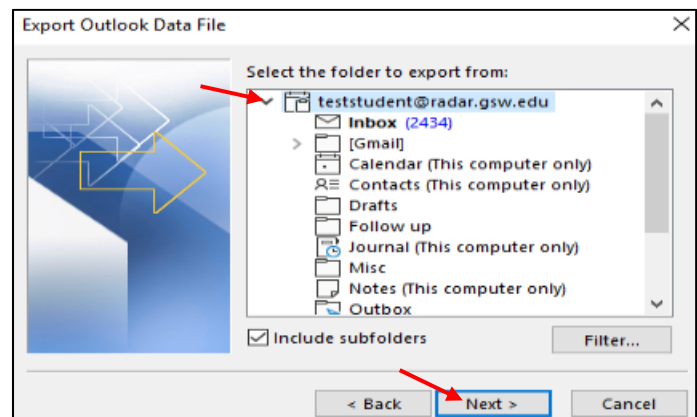 Export Outlook Data File
Select the folder to export from:
teststudent@radar.gsw.edu
Inbox (2434)
[Gmail]
Calendar (This computer only)
Contacts (This computer only)
Drafts
Follow up
Journal (This computer only)
Misc
Notes (This computer only)
Outbox
Include subfolders
Filter...
< Back
Next >
Cancel